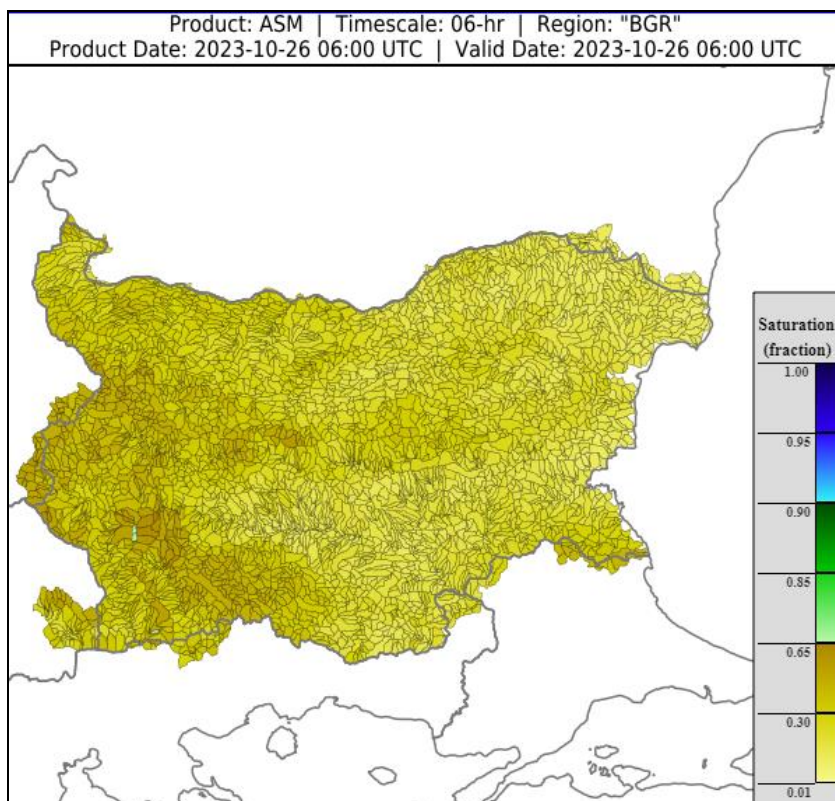 Product: ASM | Timescale: 06-hr | Region: "BGR"
Product Date: 2023-10-26 06:00 UTC | Valid Date: 2023-10-26 06:00 UTC
Saturation
(fraction)
1.00
0.95
0.90
0.85
0.65
0.30
0.01